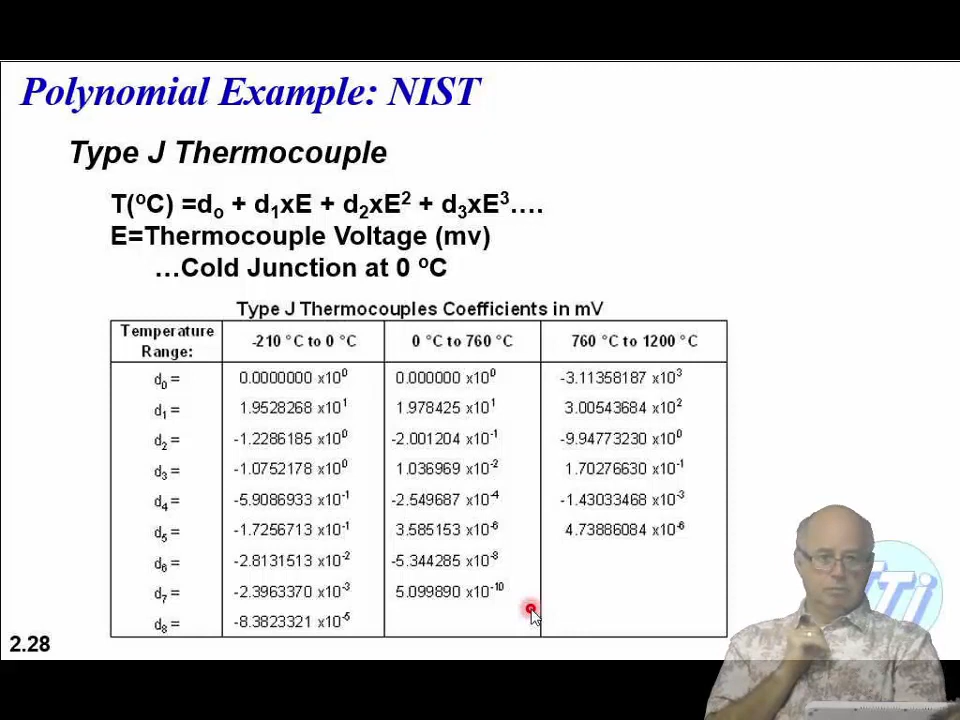 Polynomial Example: NIST
Type J Thermocouple
T(ºC) =do + d1xE + d2xE² + d3xE³....
E=Thermocouple Voltage (mv)
...Cold Junction at 0 ºC
Type J Thermocouples Coefficients in mV
Temperature Range: -210 °C to 0 °C 0 °C to 760 °C 760 °C to 1200 °C
d₀ = 0.0000000 x10⁰ 0.000000 x10⁰ -3.11358187 x10³
d₁ = 1.9528268 x10¹ 1.978425 x10¹ 3.00543684 x10²
d₂ = -1.2286185 x10⁰ -2.001204 x10⁻¹ -9.94773230 x10⁰
d₃ = -1.0752178 x10⁰ 1.036969 x10⁻² 1.70276630 x10⁻¹
d₄ = -5.9086933 x10⁻¹ -2.549687 x10⁻⁴ -1.43033468 x10⁻³
d₅ = -1.7256713 x10⁻¹ 3.585153 x10⁻⁶ 4.73886084 x10⁻⁶
d₆ = -2.8131513 x10⁻² -5.344285 x10⁻⁸
d₇ = -2.3963370 x10⁻³ 5.099890 x10⁻¹⁰
d₈ = -8.3823321 x10⁻⁵
2.28